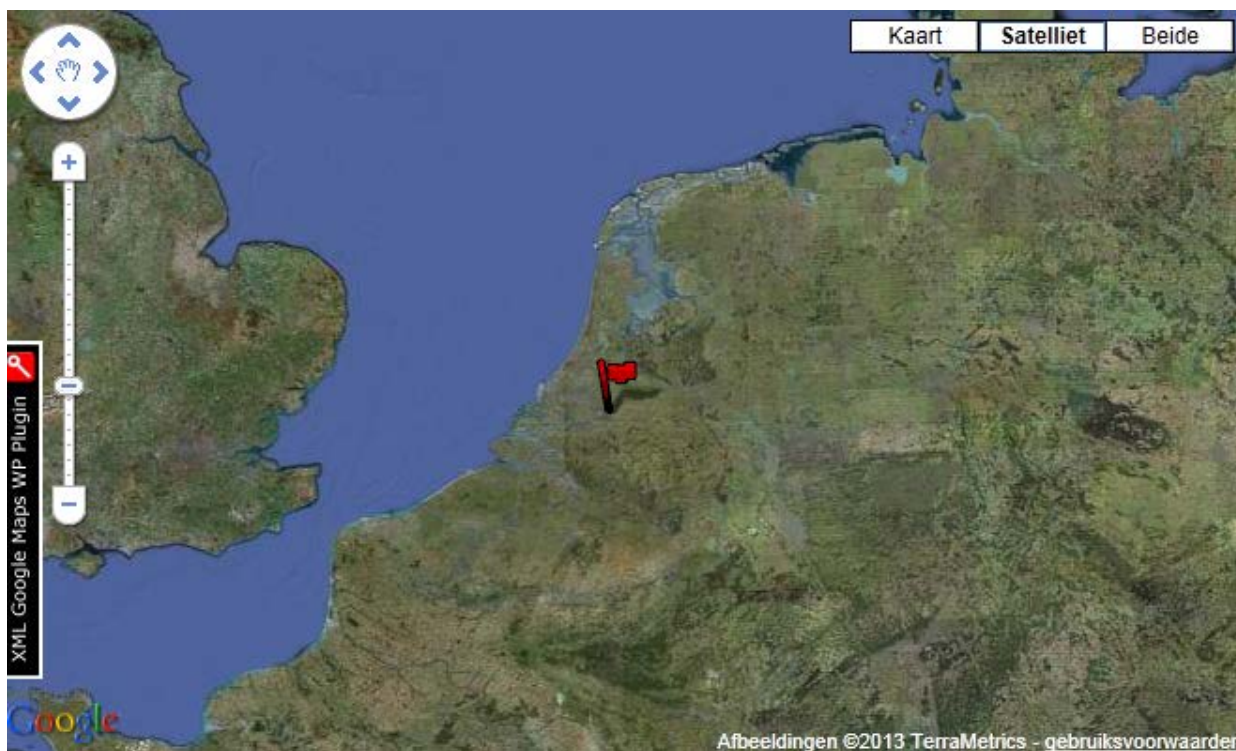 Kaart
Satelliet
Beide
XML Google Maps WP Plugin
Google
Afbeeldingen ©2013 TerraMetrics - gebruiksvoorwaarden